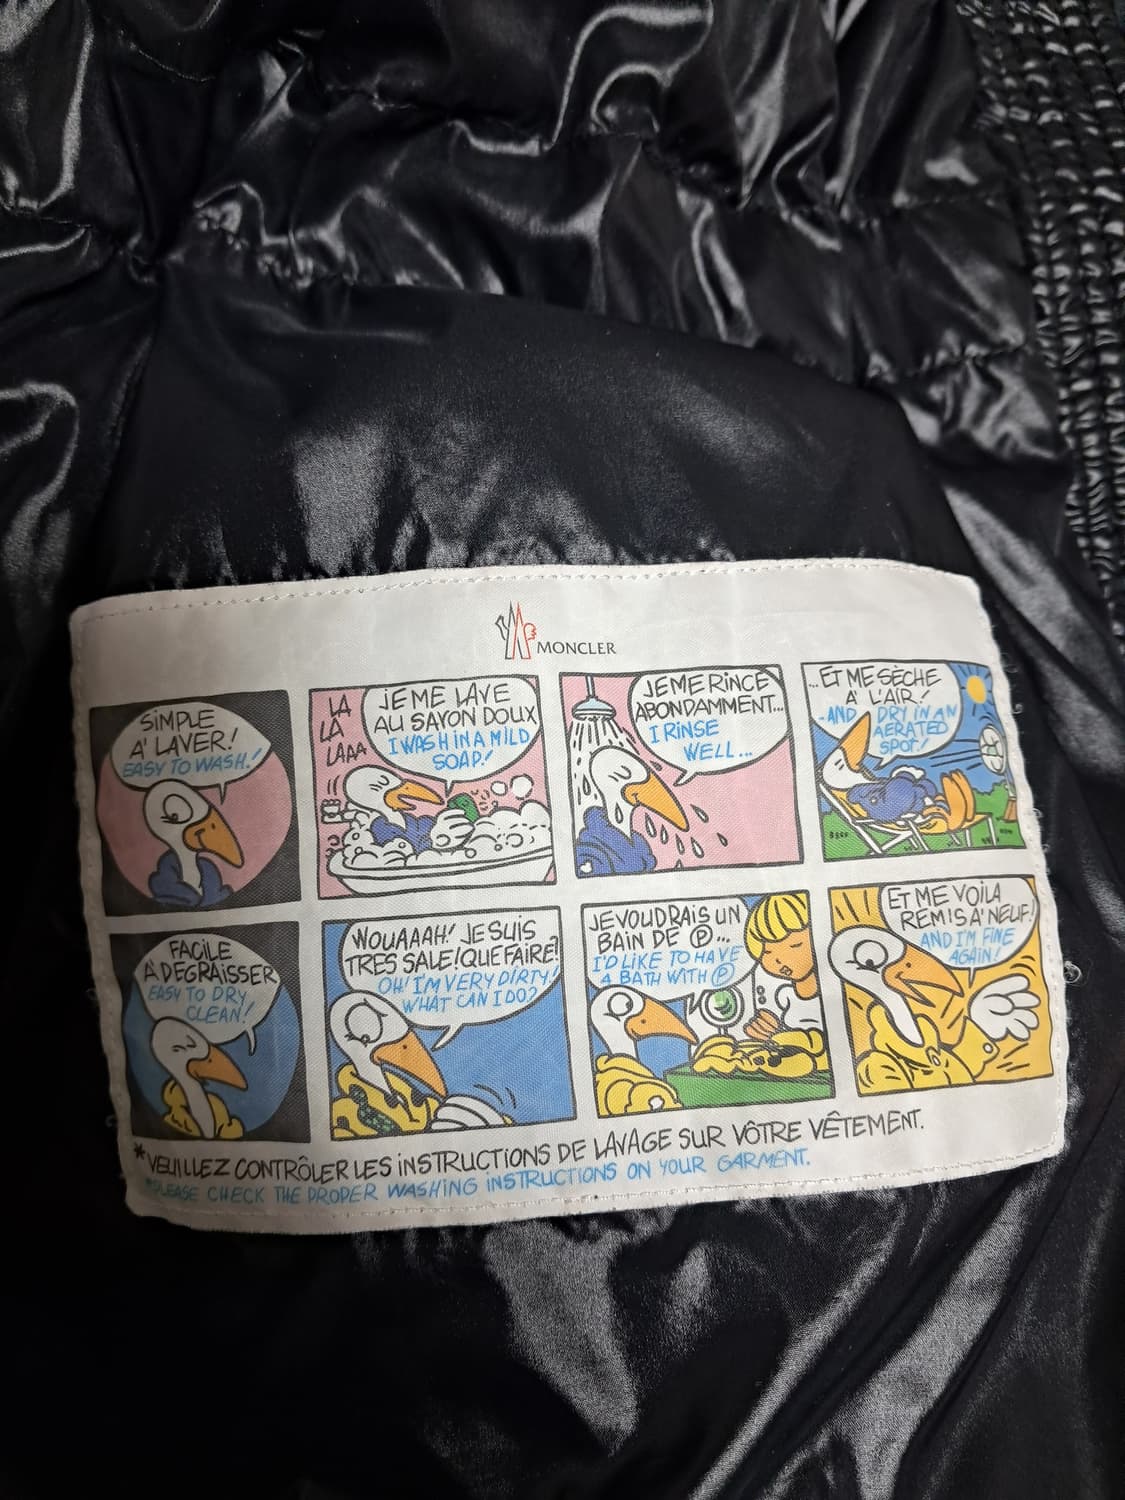 MONCLER
SIMPLE
A' LAVER!
EASY TO WASH!
LA
LA
LAAA
JE ME LAVE
AU SAVON DOUX
I WASH IN A MILD
SOAP!
JE ME RINCE
ABONDAMMENT...
I RINSE
WELL...
...ET ME SÈCHE
A' L'AIR!
...AND DRY IN AN
AERATED
SPOT!
FACILE
A' DEGRAISSER
EASY TO DRY
CLEAN!
WOUAAAH! JE SUIS
TRES SALE! QUE FAIRE?
OH! I'M VERY DIRTY!
WHAT CAN I DO?
JE VOUDRAIS UN
BAIN DE Ⓟ...
I'D LIKE TO HAVE
A BATH WITH Ⓟ
ET ME VOILA
REMIS A' NEUF!
AND I'M FINE
AGAIN!
*VEUILLEZ CONTRÔLER LES INSTRUCTIONS DE LAVAGE SUR VÔTRE VÊTEMENT.
*PLEASE CHECK THE PROPER WASHING INSTRUCTIONS ON YOUR GARMENT.